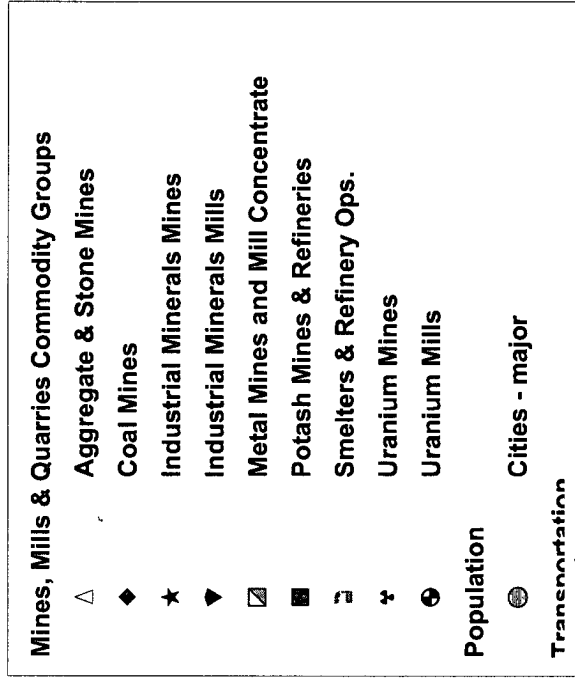 Mines, Mills & Quarries Commodity Groups
Aggregate & Stone Mines
Coal Mines
Industrial Minerals Mines
Industrial Minerals Mills
Metal Mines and Mill Concentrate
Potash Mines & Refineries
Smelters & Refinery Ops.
Uranium Mines
Uranium Mills
Population
Cities - major
Transportation